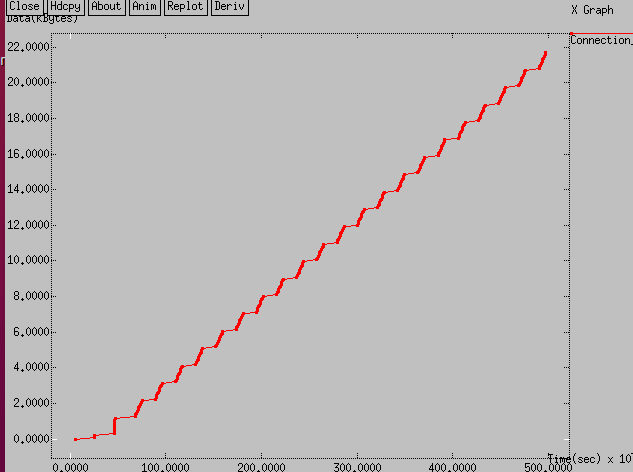 Close Hdcpy About Anim Replot Deriv
X Graph
Data(kBytes)
Connection_
22.0000
20.0000
18.0000
16.0000
14.0000
12.0000
10.0000
8.0000
6.0000
4.0000
2.0000
0.0000
Time(sec) x 10
0.0000 100.0000 200.0000 300.0000 400.0000 500.0000